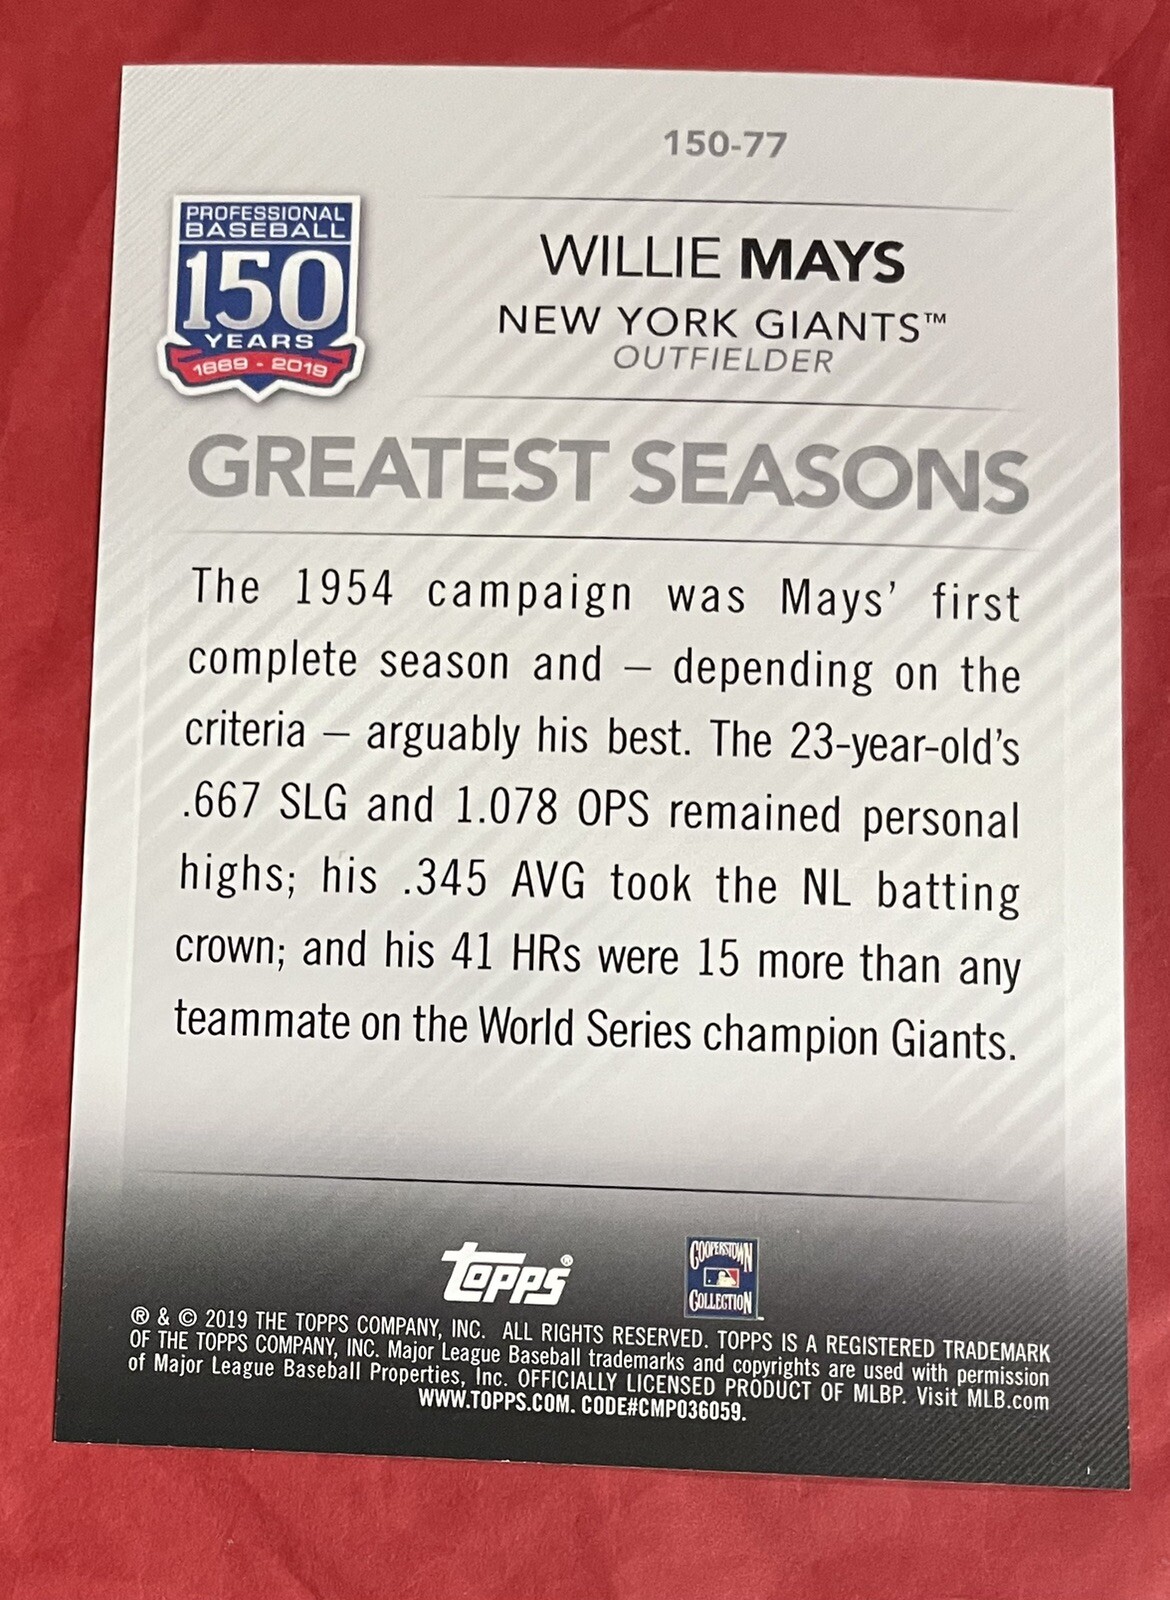 150-77
PROFESSIONAL
BASEBALL
150
YEARS
1869 - 2019
WILLIE MAYS
NEW YORK GIANTS™
OUTFIELDER
GREATEST SEASONS
The 1954 campaign was Mays' first
complete season and – depending on the
criteria – arguably his best. The 23-year-old's
.667 SLG and 1.078 OPS remained personal
highs; his .345 AVG took the NL batting
crown; and his 41 HRs were 15 more than any
teammate on the World Series champion Giants.
topps®
COOPERSTOWN
COLLECTION
® & © 2019 THE TOPPS COMPANY, INC. ALL RIGHTS RESERVED. TOPPS IS A REGISTERED TRADEMARK
OF THE TOPPS COMPANY, INC. Major League Baseball trademarks and copyrights are used with permission
of Major League Baseball Properties, Inc. OFFICIALLY LICENSED PRODUCT OF MLBP. Visit MLB.com
WWW.TOPPS.COM. CODE#CMP036059.